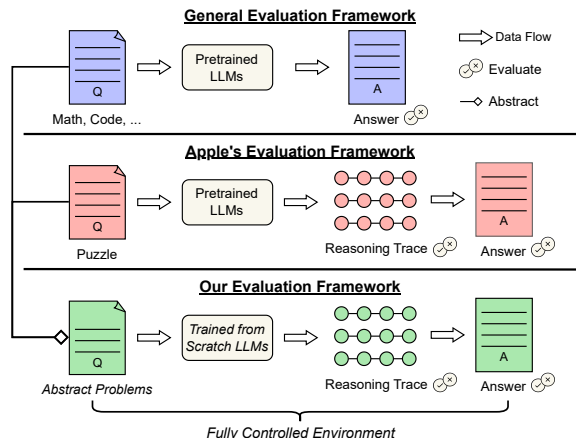 General Evaluation Framework
Q
Math, Code, ...
Pretrained
LLMs
A
Answer
Data Flow
Evaluate
Abstract
Apple's Evaluation Framework
Q
Puzzle
Pretrained
LLMs
Reasoning Trace
A
Answer
Our Evaluation Framework
Q
Abstract Problems
Trained from
Scratch LLMs
Reasoning Trace
A
Answer
Fully Controlled Environment